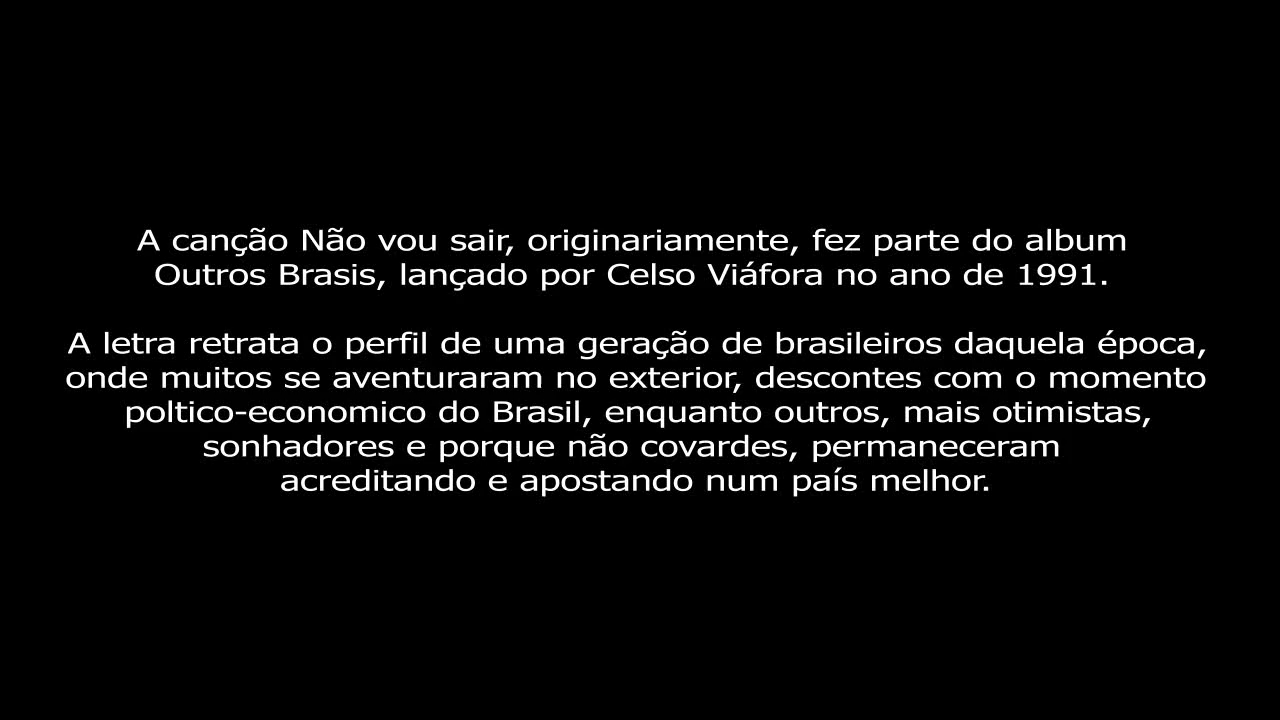 A canção Não vou sair, originariamente, fez parte do album
Outros Brasis, lançado por Celso Viáfora no ano de 1991.
A letra retrata o perfil de uma geração de brasileiros daquela época,
onde muitos se aventuraram no exterior, descontes com o momento
poltico-economico do Brasil, enquanto outros, mais otimistas,
sonhadores e porque não covardes, permaneceram
acreditando e apostando num país melhor.